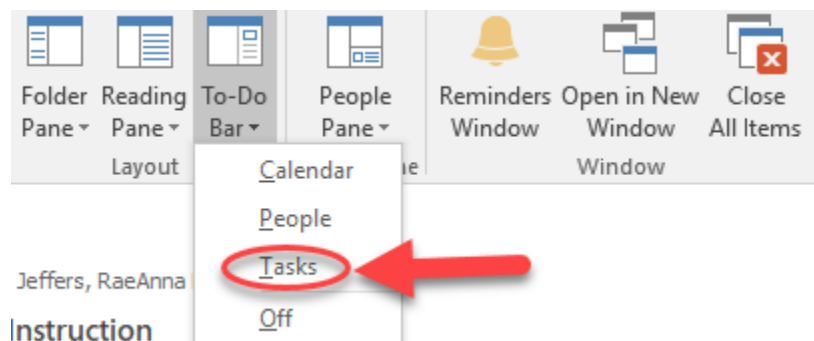 Folder Reading To-Do People Reminders Open in New Close
Pane Pane Bar Pane Window Window All Items
Layout Window
Calendar
People
Tasks
Jeffers, RaeAnna
Off
Instruction